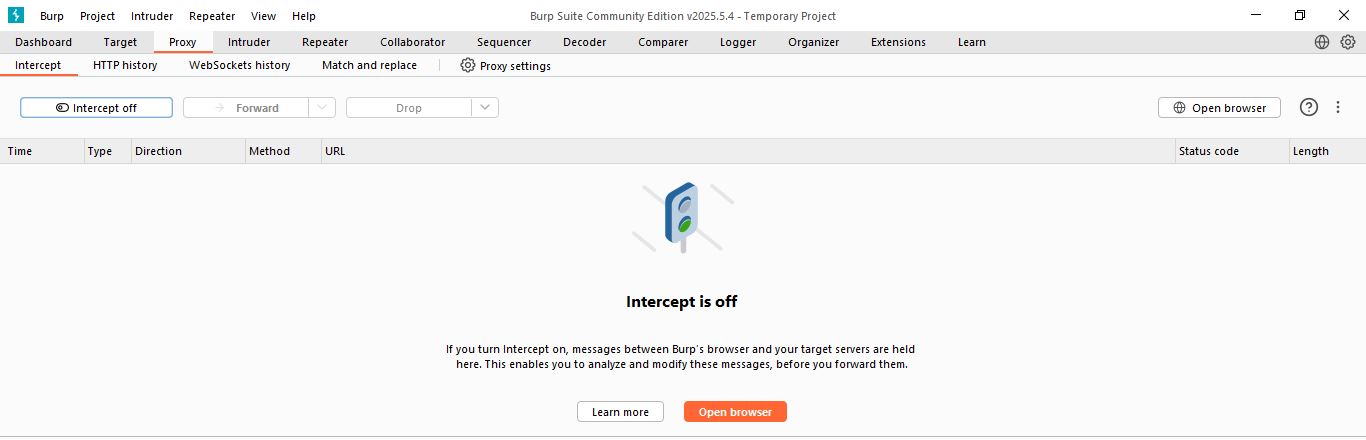 Burp Project Intruder Repeater View Help Burp Suite Community Edition v2025.5.4 - Temporary Project
Dashboard Target Proxy Intruder Repeater Collaborator Sequencer Decoder Comparer Logger Organizer Extensions Learn
Intercept HTTP history WebSockets history Match and replace Proxy settings
Intercept off Forward Drop Open browser
Time Type Direction Method URL Status code Length
Intercept is off
If you turn Intercept on, messages between Burp's browser and your target servers are held
here. This enables you to analyze and modify these messages, before you forward them.
Learn more Open browser